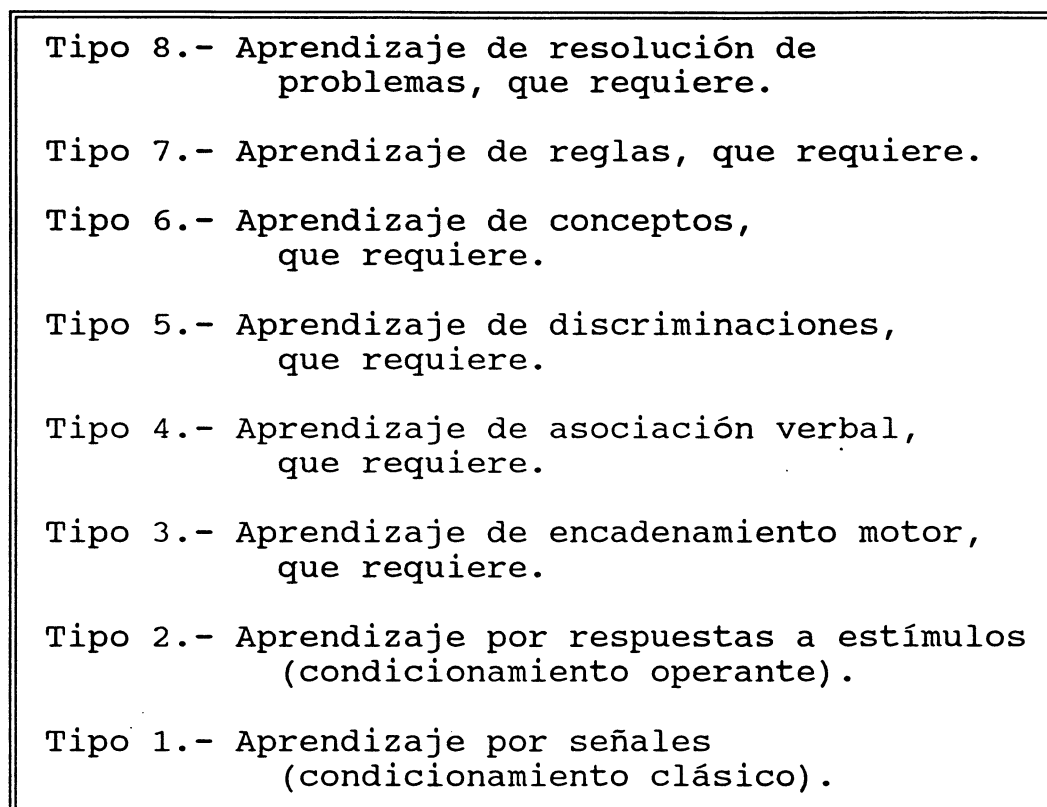 Tipo 8.- Aprendizaje de resolución de
problemas, que requiere.
Tipo 7.- Aprendizaje de reglas, que requiere.
Tipo 6.- Aprendizaje de conceptos,
que requiere.
Tipo 5.- Aprendizaje de discriminaciones,
que requiere.
Tipo 4.- Aprendizaje de asociación verbal,
que requiere.
Tipo 3.- Aprendizaje de encadenamiento motor,
que requiere.
Tipo 2.- Aprendizaje por respuestas a estímulos
(condicionamiento operante).
Tipo 1.- Aprendizaje por señales
(condicionamiento clásico).